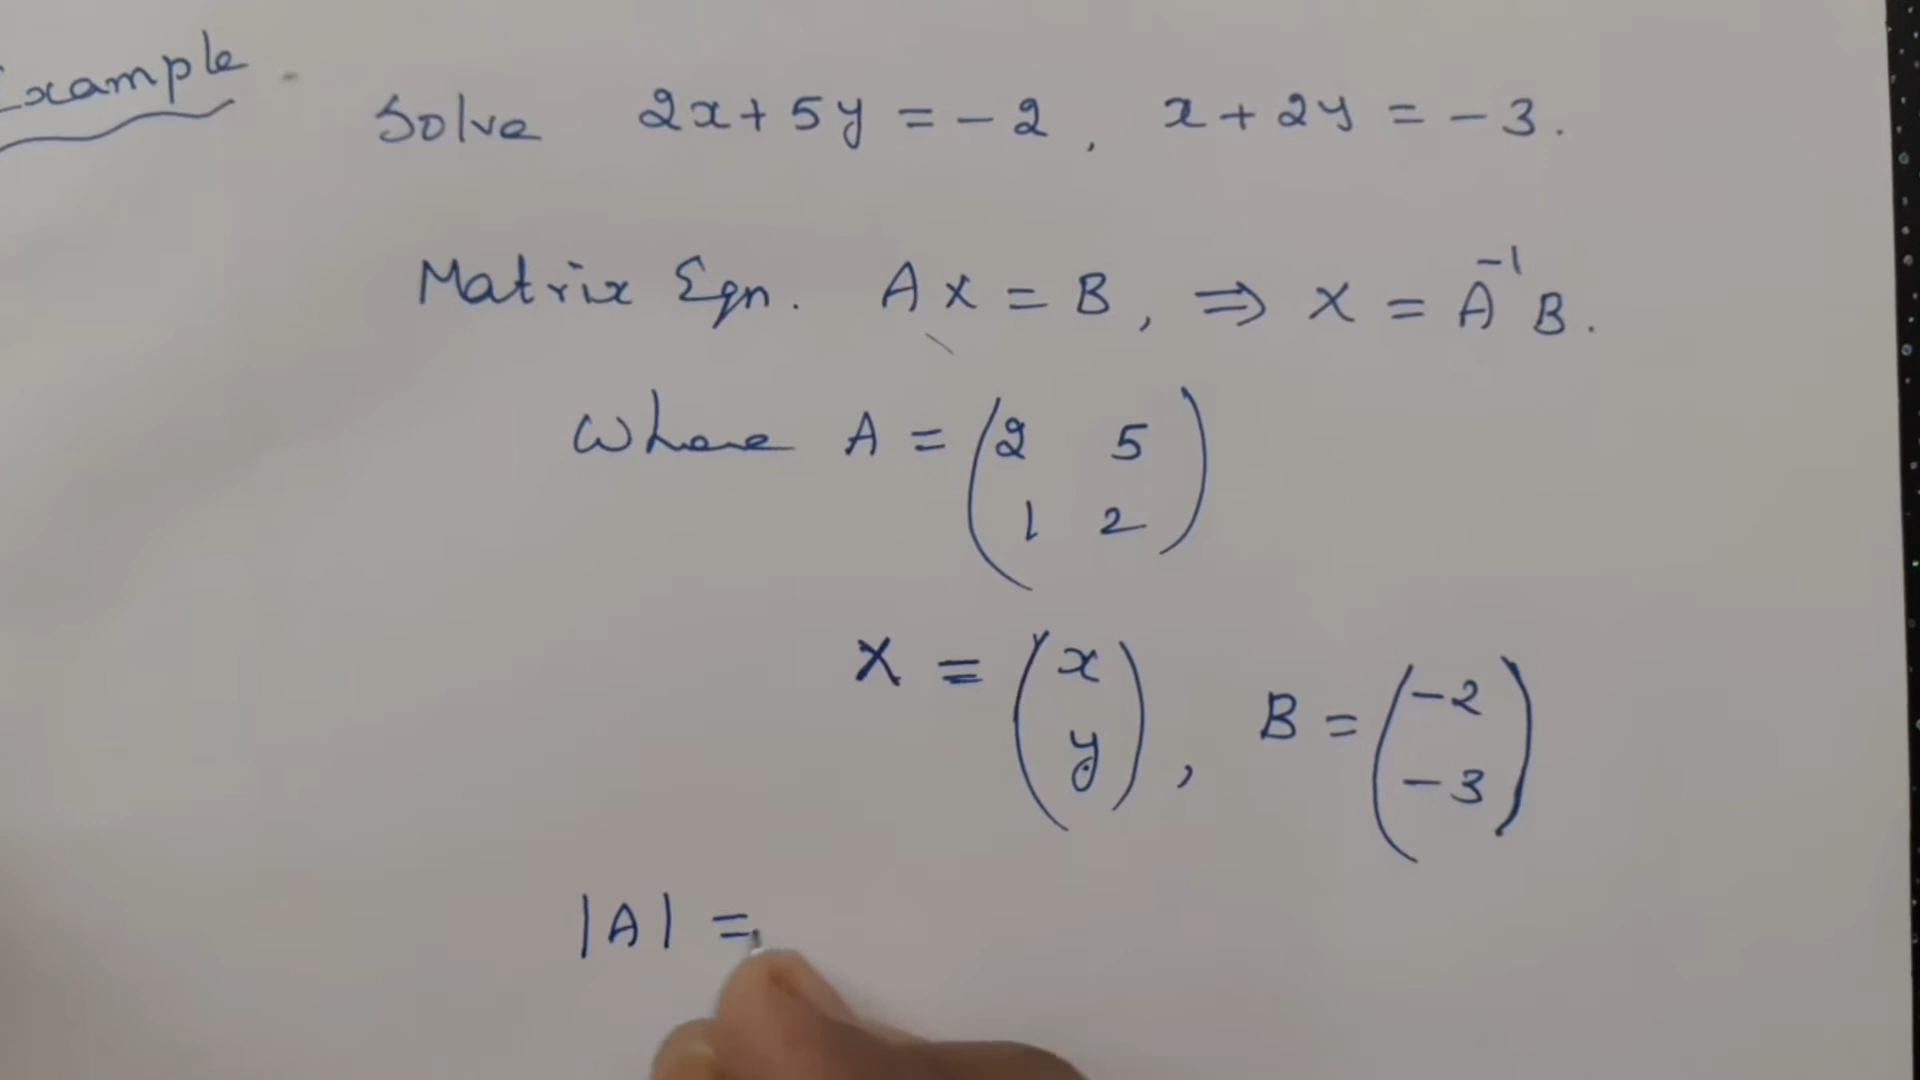 Example
Solve 2x + 5y = -2, x + 2y = -3.
Matrix Eqn. AX = B, ⇒ X = A⁻¹B.
Where A = (2 5
1 2)
X = (x
y), B = (-2
-3)
|A| =